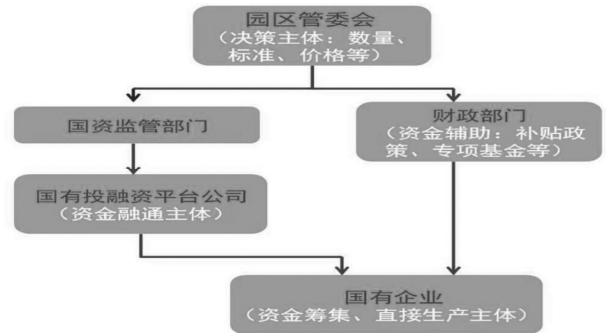 园区管委会
（决策主体：数量、
标准、价格等）
国资监管部门
财政部门
（资金辅助：补贴政
策、专项基金等）
国有投融资平台公司
（资金融通主体）
国有企业
（资金筹集、直接生产主体）